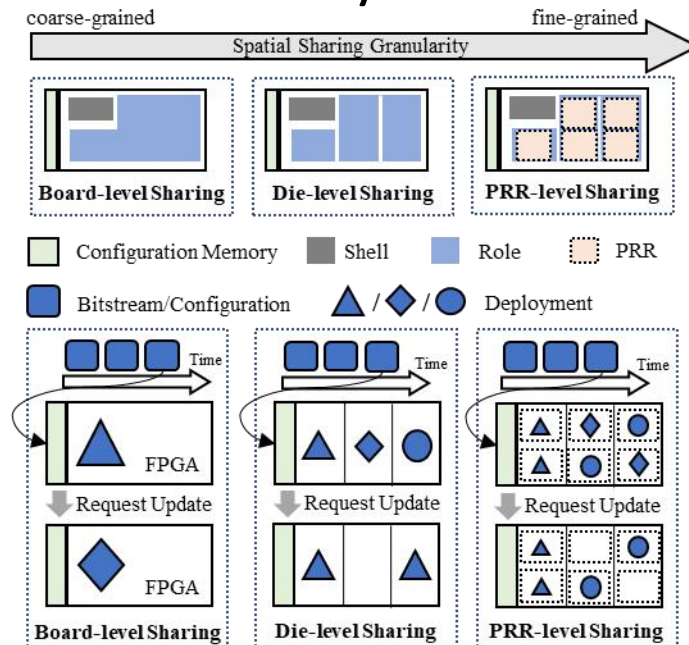 coarse-grained fine-grained
Spatial Sharing Granularity
Board-level Sharing Die-level Sharing PRR-level Sharing
Configuration Memory Shell Role PRR
Bitstream/Configuration / / Deployment
Time Time Time
FPGA
Request Update Request Update Request Update
FPGA
Board-level Sharing Die-level Sharing PRR-level Sharing